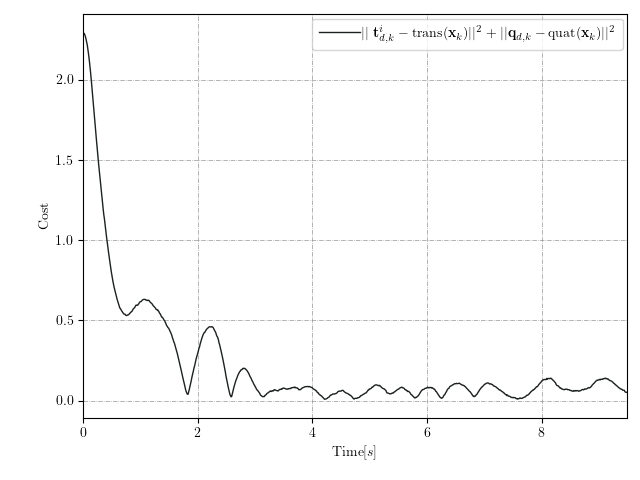 || t^i_{d,k} − trans(x_k)||² + ||q_{d,k} − quat(x_k)||²
2.0
1.5
1.0
0.5
0.0
Cost
0 2 4 6 8
Time[s]